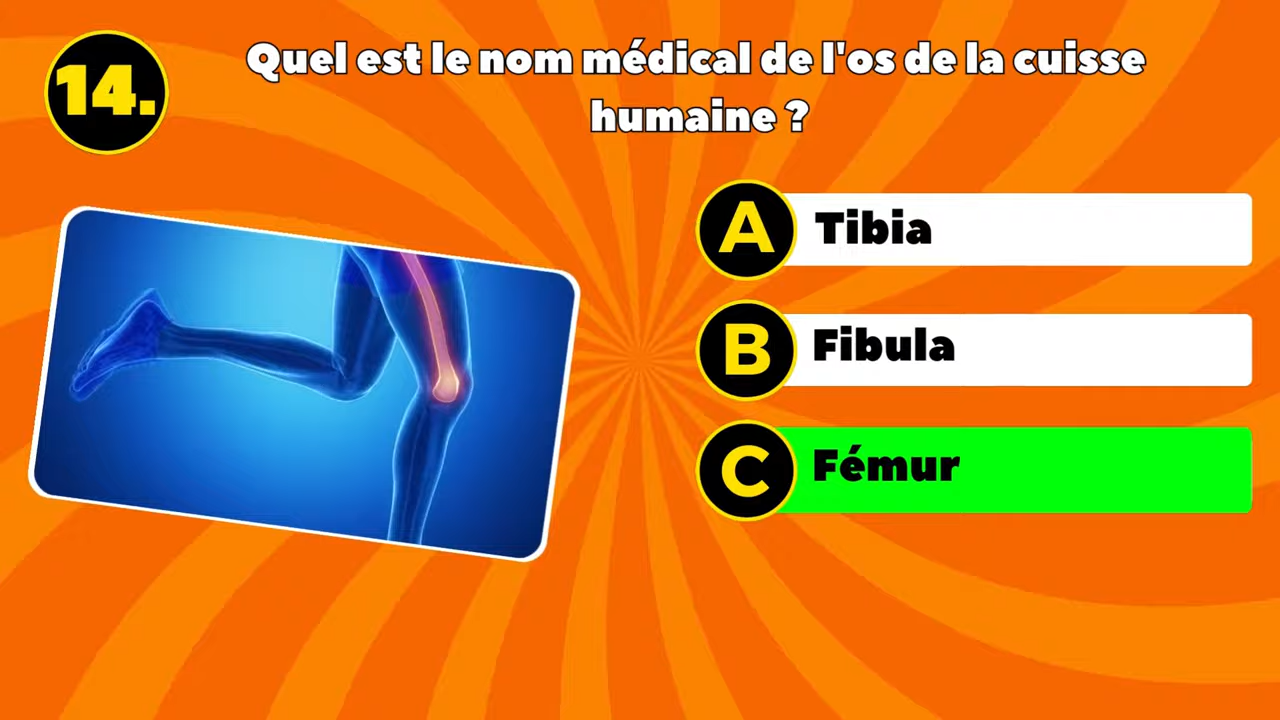 14.
Quel est le nom médical de l'os de la cuisse
humaine ?
A Tibia
B Fibula
C Fémur